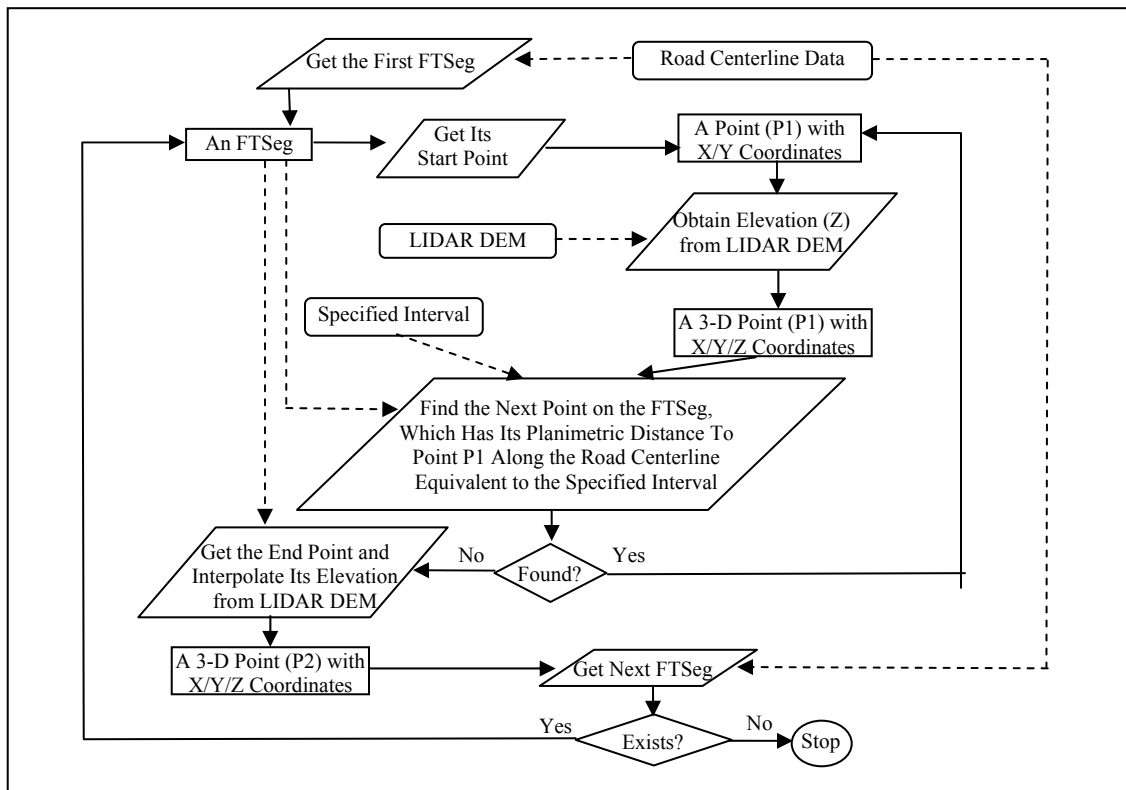 Get the First FTSeg
Road Centerline Data
An FTSeg
Get Its
Start Point
A Point (P1) with
X/Y Coordinates
Obtain Elevation (Z)
from LIDAR DEM
LIDAR DEM
Specified Interval
A 3-D Point (P1) with
X/Y/Z Coordinates
Find the Next Point on the FTSeg,
Which Has Its Planimetric Distance To
Point P1 Along the Road Centerline
Equivalent to the Specified Interval
Get the End Point and
Interpolate Its Elevation
from LIDAR DEM
No
Found?
Yes
A 3-D Point (P2) with
X/Y/Z Coordinates
Get Next FTSeg
Yes
Exists?
No
Stop